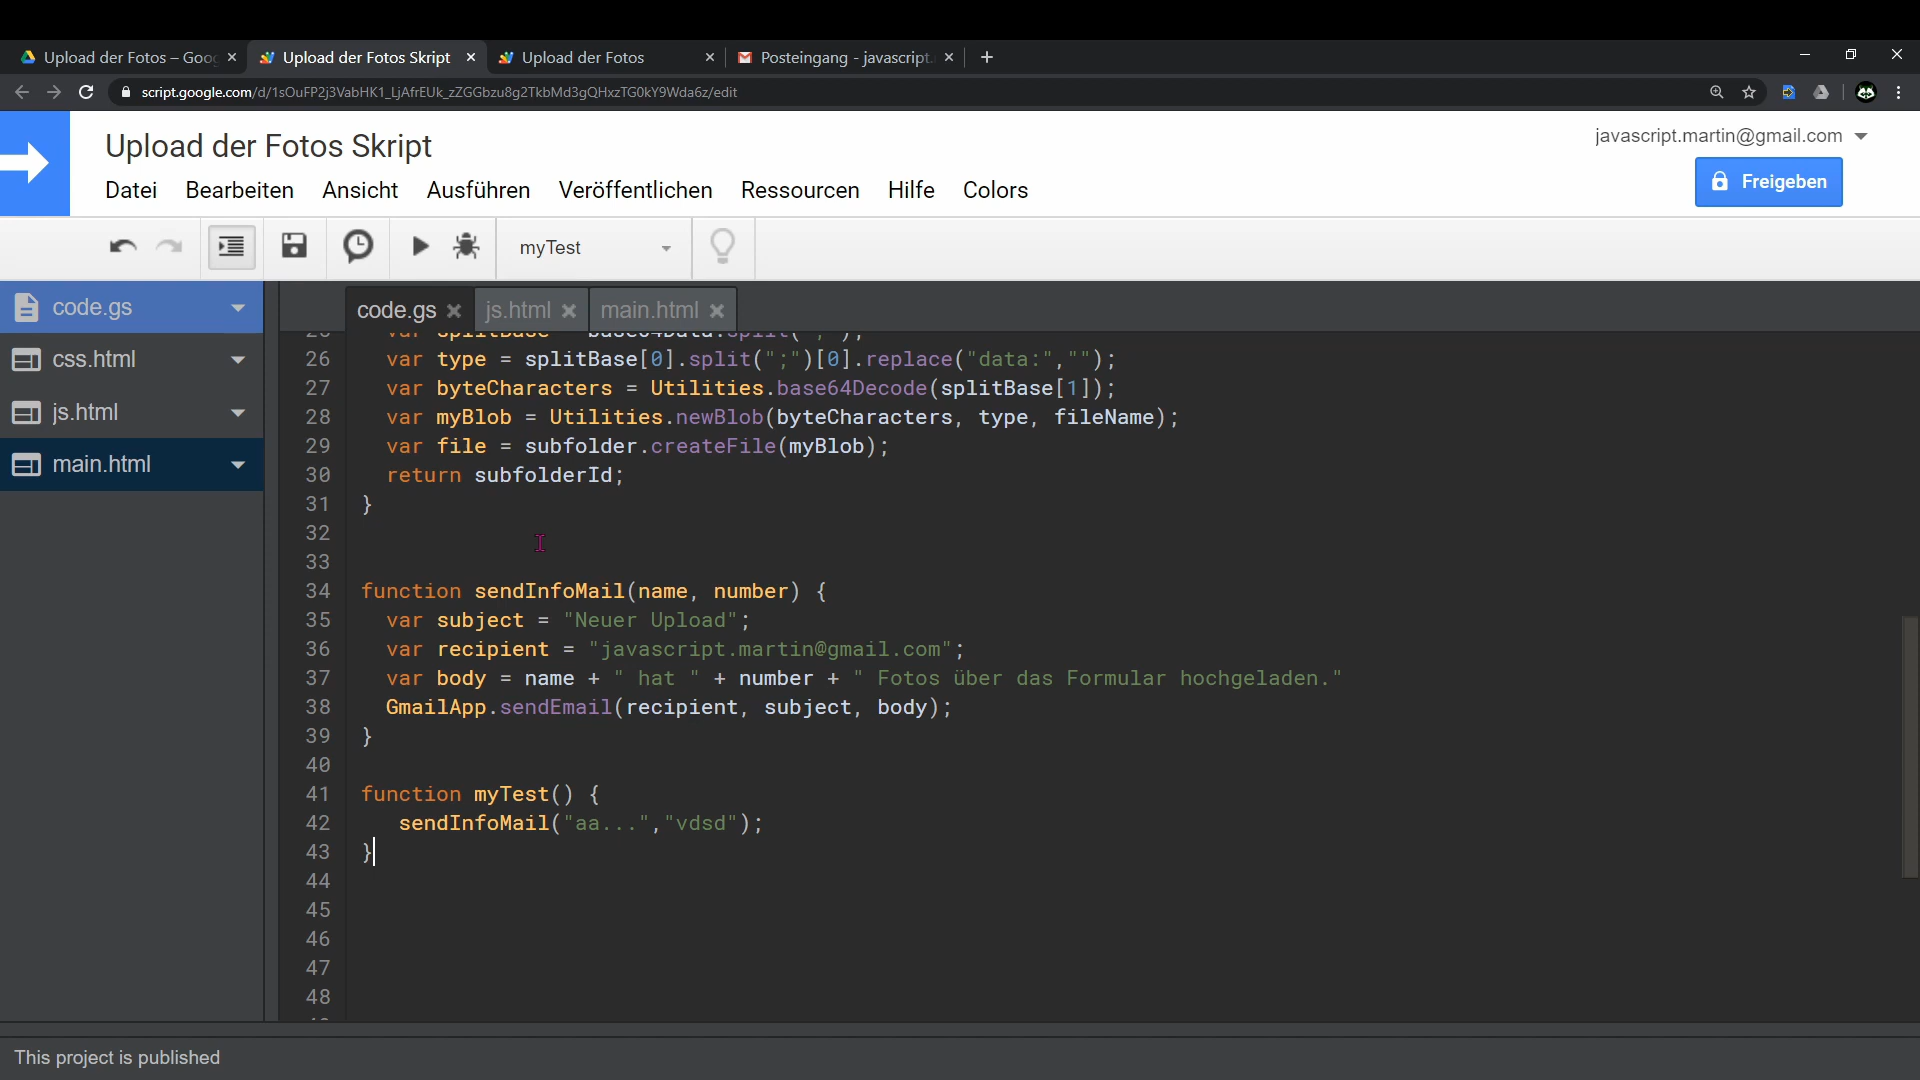 Upload der Fotos – Goog
Upload der Fotos Skript
Upload der Fotos
Posteingang - javascript.
script.google.com/d/1sOuFP2j3VabHK1_LjAfrEUk_zZGGbzu8g2TkbMd3gQHxzTG0kY9Wda6z/edit
Upload der Fotos Skript
javascript.martin@gmail.com
Datei Bearbeiten Ansicht Ausführen Veröffentlichen Ressourcen Hilfe Colors
Freigeben
myTest
code.gs
css.html
js.html
main.html
code.gs js.html main.html
26 var type = splitBase[0].split(";")[0].replace("data:","");
27 var byteCharacters = Utilities.base64Decode(splitBase[1]);
28 var myBlob = Utilities.newBlob(byteCharacters, type, fileName);
29 var file = subfolder.createFile(myBlob);
30 return subfolderId;
31 }
32
33
34 function sendInfoMail(name, number) {
35 var subject = "Neuer Upload";
36 var recipient = "javascript.martin@gmail.com";
37 var body = name + " hat " + number + " Fotos über das Formular hochgeladen."
38 GmailApp.sendEmail(recipient, subject, body);
39 }
40
41 function myTest() {
42 sendInfoMail("aa...","vdsd");
43 }
44
45
46
47
48
This project is published